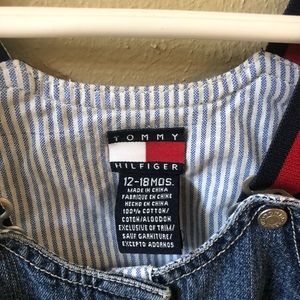 TOMMY
HILFIGER
12-18MOS.
MADE IN CHINA
FABRIQUE EN CHINE
HECHO EN CHINA
100% COTTON/
COTON/ALGODON
EXCLUSIVE OF TRIM/
SAUF GARNITURE/
EXCEPTO ADORNOS